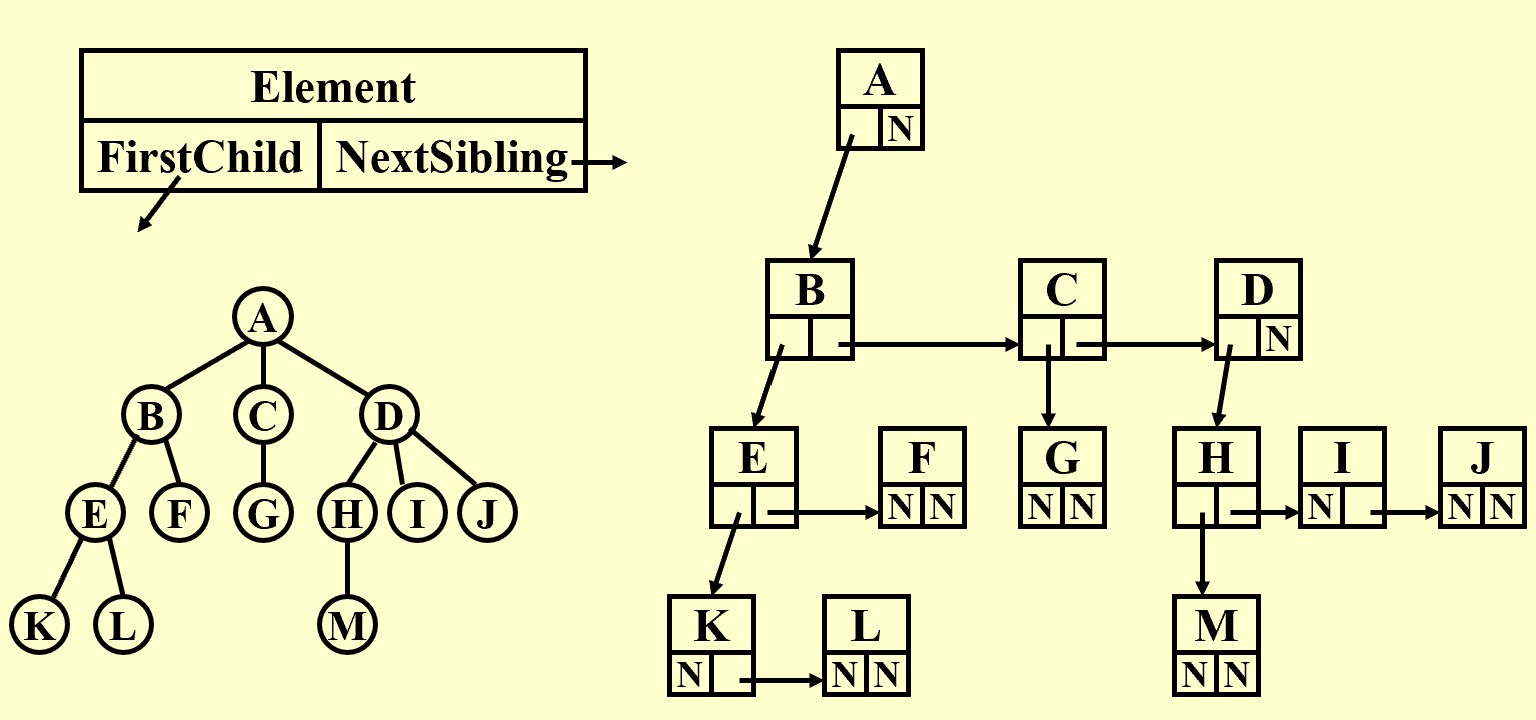 Element
FirstChild NextSibling
A
B C D
E F G H I J
K L M
A
N
B C D
N
E F G H I J
N N N N N N N
K L M
N N N N N